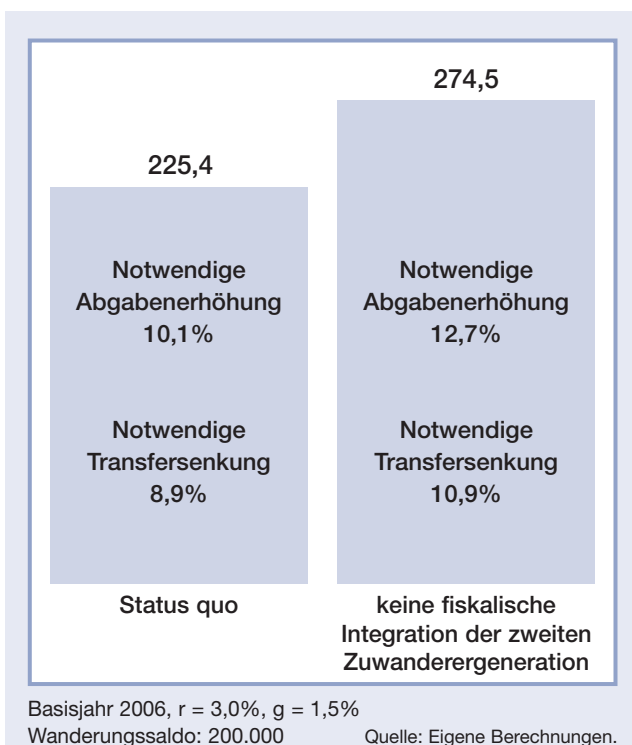 225,4
Notwendige
Abgabenerhöhung
10,1%
Notwendige
Transfersenkung
8,9%
Status quo
274,5
Notwendige
Abgabenerhöhung
12,7%
Notwendige
Transfersenkung
10,9%
keine fiskalische
Integration der zweiten
Zuwanderergeneration
Basisjahr 2006, r = 3,0%, g = 1,5%
Wanderungssaldo: 200.000 Quelle: Eigene Berechnungen.